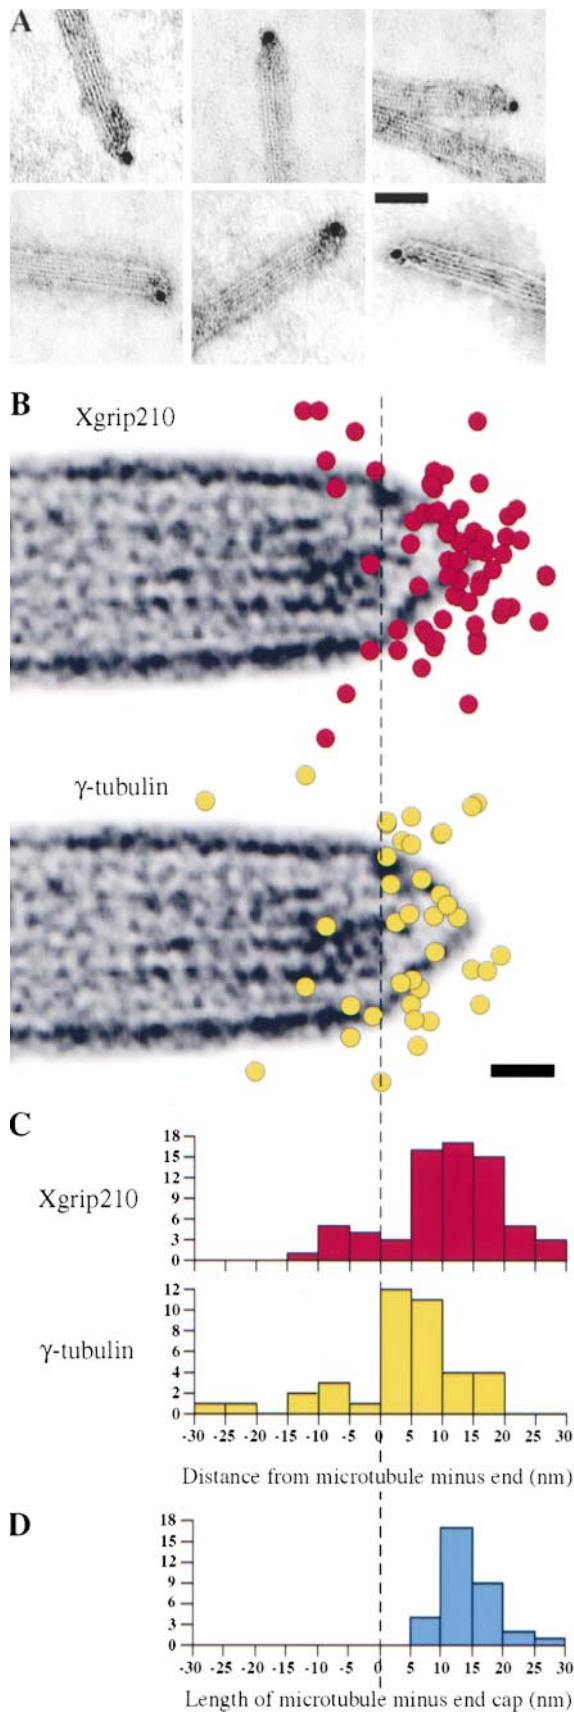 A
B
Xgrip210
γ-tubulin
C
Xgrip210
18
15
12
9
6
3
0
γ-tubulin
12
10
8
6
4
2
0
-30 -25 -20 -15 -10 -5 0 5 10 15 20 25 30
Distance from microtubule minus end (nm)
D
18
15
12
9
6
3
0
-30 -25 -20 -15 -10 -5 0 5 10 15 20 25 30
Length of microtubule minus end cap (nm)